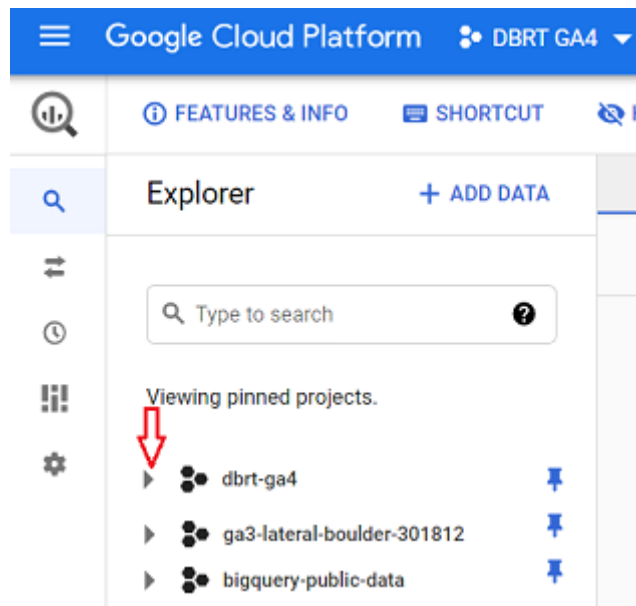 Google Cloud Platform DBRT GA4
FEATURES & INFO SHORTCUT
Explorer + ADD DATA
Type to search
Viewing pinned projects.
dbrt-ga4
ga3-lateral-boulder-301812
bigquery-public-data